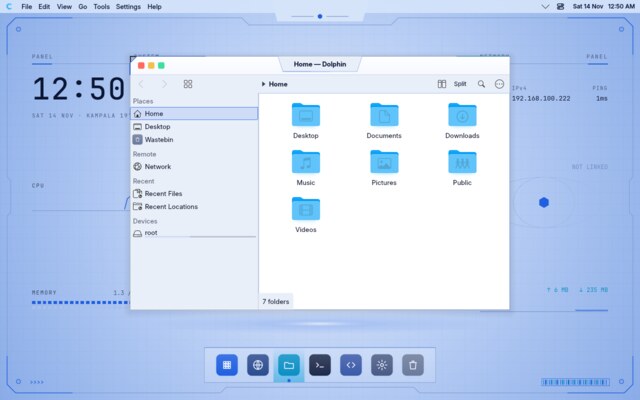 File Edit View Go Tools Settings Help
Sat 14 Nov 12:50 AM
PANEL
PANEL
12:50
SAT 14 NOV · KAMPALA
Home — Dolphin
Home
Split
IPv4
PING
192.168.100.222
1ms
Places
Home
Desktop
Wastebin
Remote
Network
Recent
Recent Files
Recent Locations
Devices
root
Desktop
Documents
Downloads
Music
Pictures
Public
Videos
7 folders
NOT LINKED
CPU
MEMORY
1.2
↑ 6 MB ↓ 235 MB